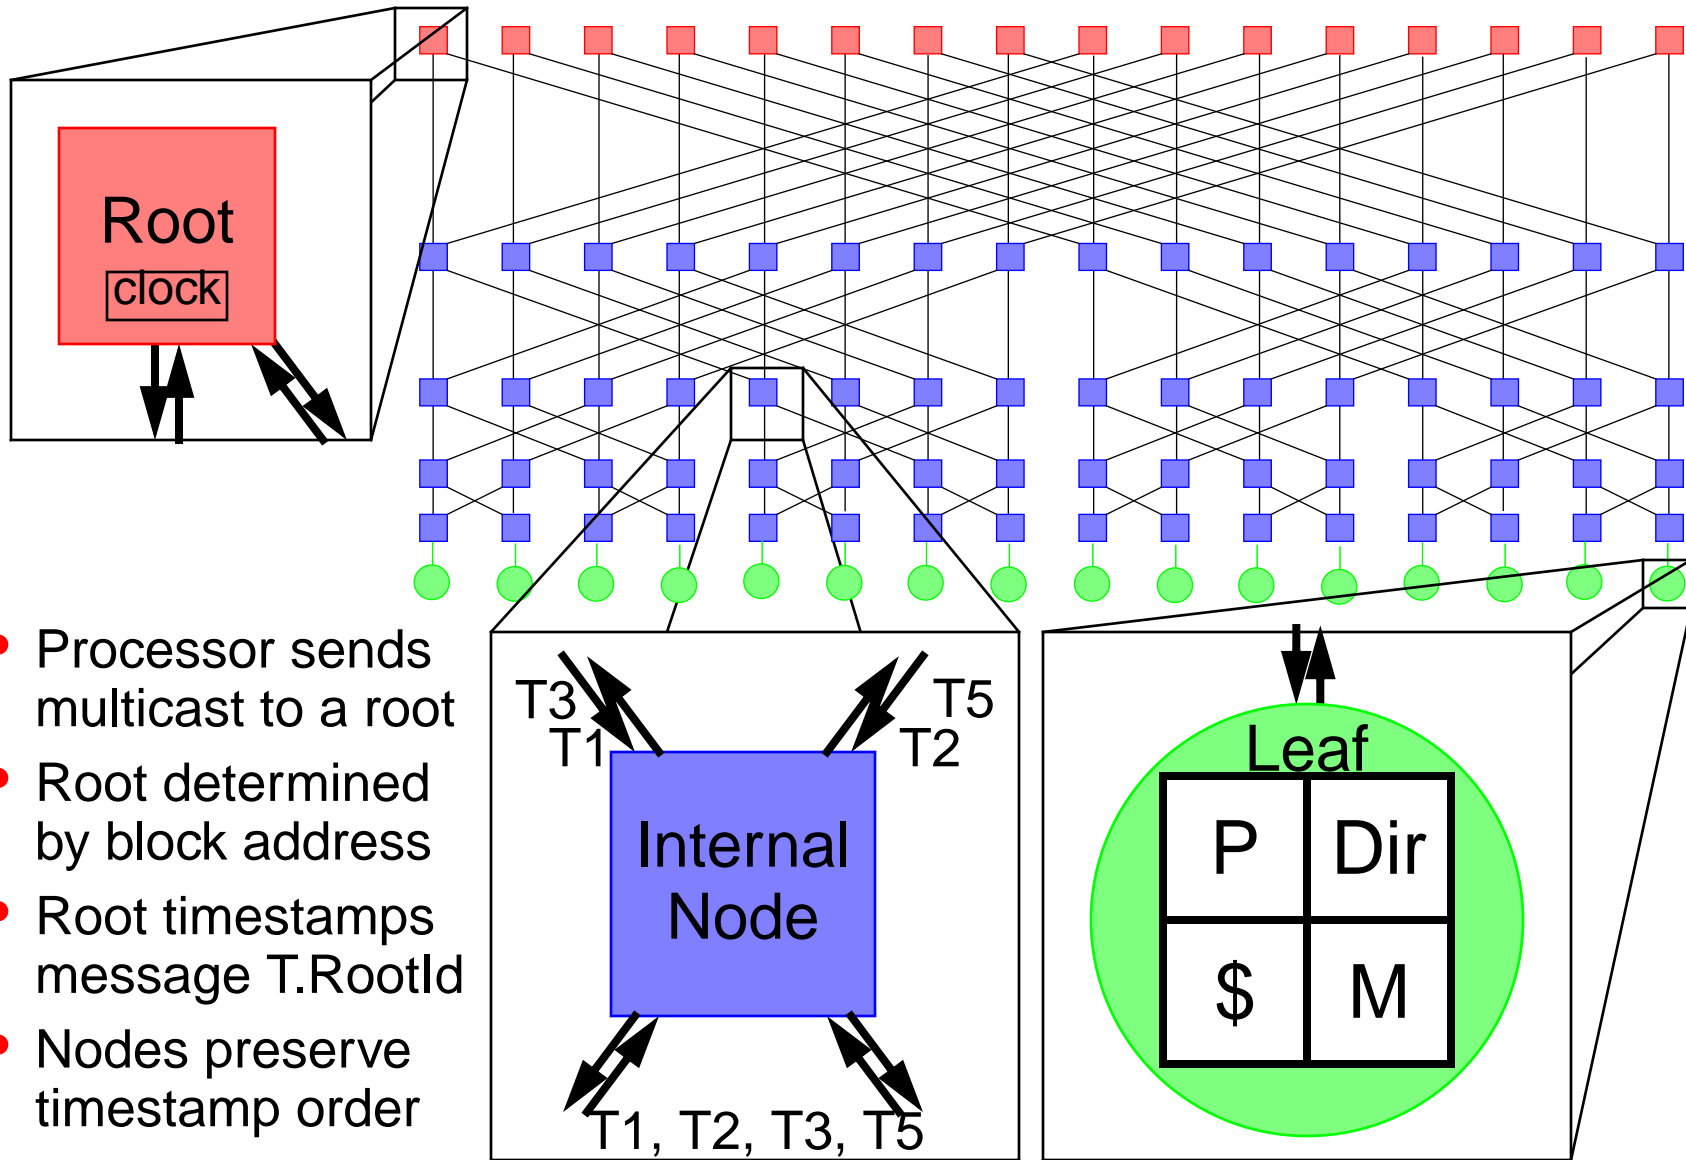 Root
clock
• Processor sends
multicast to a root
• Root determined
by block address
• Root timestamps
message T.RootId
• Nodes preserve
timestamp order
T3
T1
T5
T2
Internal
Node
T1, T2, T3, T5
Leaf
P Dir
$ M